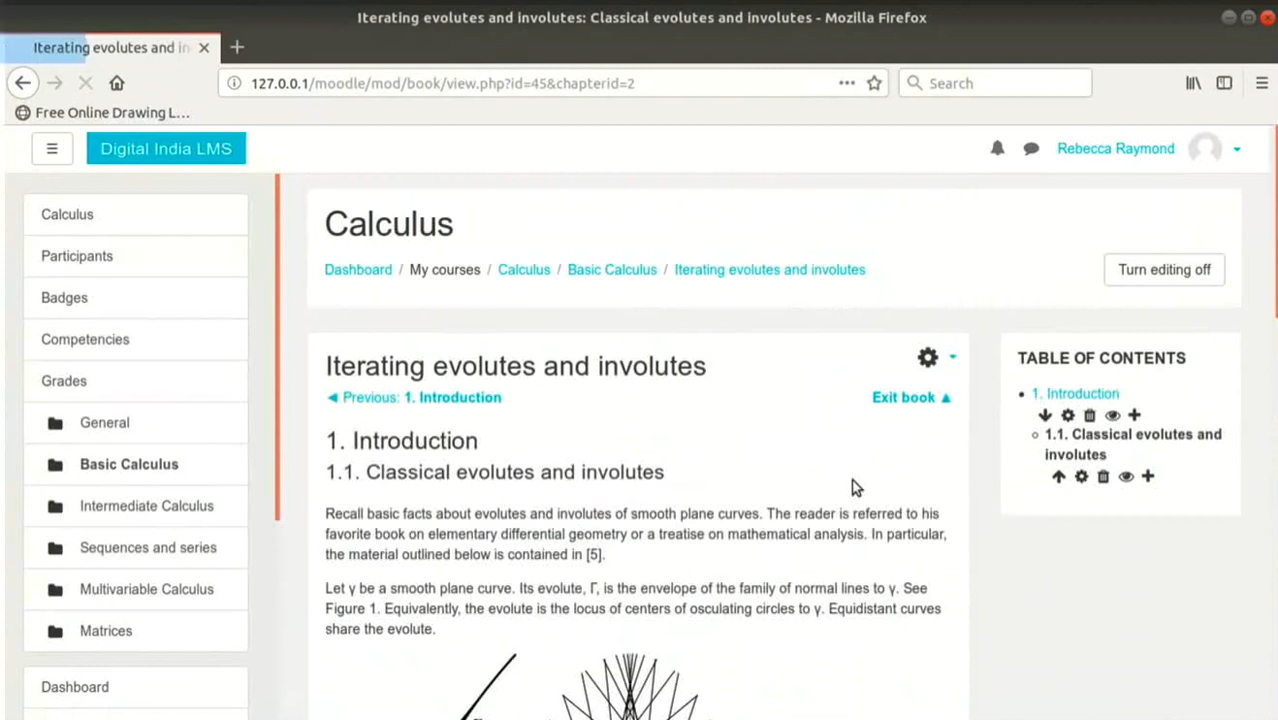 Iterating evolutes and involutes: Classical evolutes and involutes - Mozilla Firefox
Iterating evolutes and in
127.0.0.1/moodle/mod/book/view.php?id=45&chapterid=2
Search
Free Online Drawing L...
Digital India LMS
Rebecca Raymond
Calculus
Participants
Badges
Competencies
Grades
General
Basic Calculus
Intermediate Calculus
Sequences and series
Multivariable Calculus
Matrices
Dashboard
Calculus
Dashboard / My courses / Calculus / Basic Calculus / Iterating evolutes and involutes
Turn editing off
Iterating evolutes and involutes
◄ Previous: 1. Introduction
Exit book ▲
1. Introduction
1.1. Classical evolutes and involutes
Recall basic facts about evolutes and involutes of smooth plane curves. The reader is referred to his
favorite book on elementary differential geometry or a treatise on mathematical analysis. In particular,
the material outlined below is contained in [5].
Let γ be a smooth plane curve. Its evolute, Γ, is the envelope of the family of normal lines to γ. See
Figure 1. Equivalently, the evolute is the locus of centers of osculating circles to γ. Equidistant curves
share the evolute.
TABLE OF CONTENTS
1. Introduction
1.1. Classical evolutes and
involutes